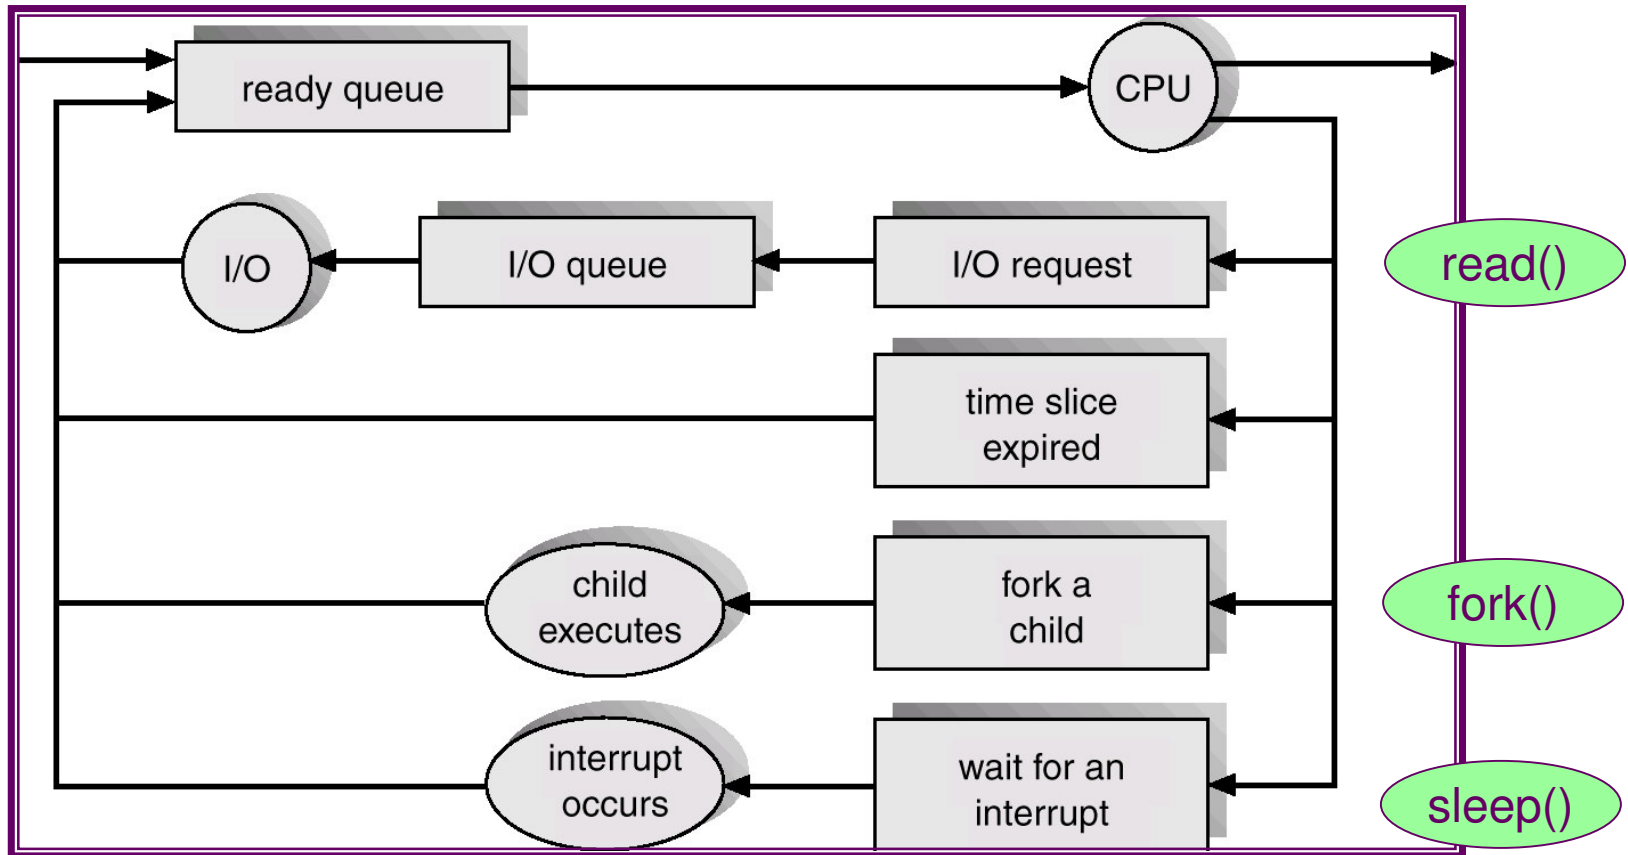 ready queue
CPU
I/O
I/O queue
I/O request
read()
time slice
expired
child
executes
fork a
child
fork()
interrupt
occurs
wait for an
interrupt
sleep()